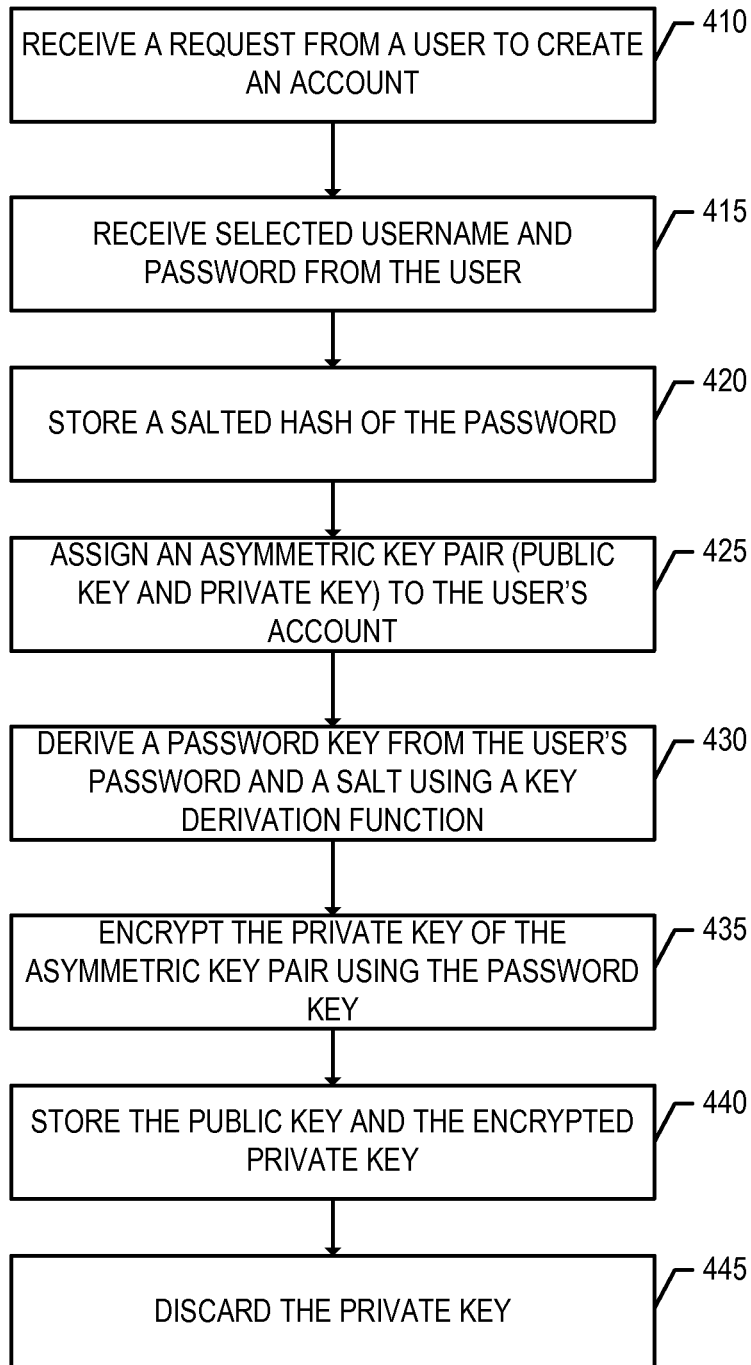 410
RECEIVE A REQUEST FROM A USER TO CREATE
AN ACCOUNT
415
RECEIVE SELECTED USERNAME AND
PASSWORD FROM THE USER
420
STORE A SALTED HASH OF THE PASSWORD
425
ASSIGN AN ASYMMETRIC KEY PAIR (PUBLIC
KEY AND PRIVATE KEY) TO THE USER'S
ACCOUNT
430
DERIVE A PASSWORD KEY FROM THE USER'S
PASSWORD AND A SALT USING A KEY
DERIVATION FUNCTION
435
ENCRYPT THE PRIVATE KEY OF THE
ASYMMETRIC KEY PAIR USING THE PASSWORD
KEY
440
STORE THE PUBLIC KEY AND THE ENCRYPTED
PRIVATE KEY
445
DISCARD THE PRIVATE KEY